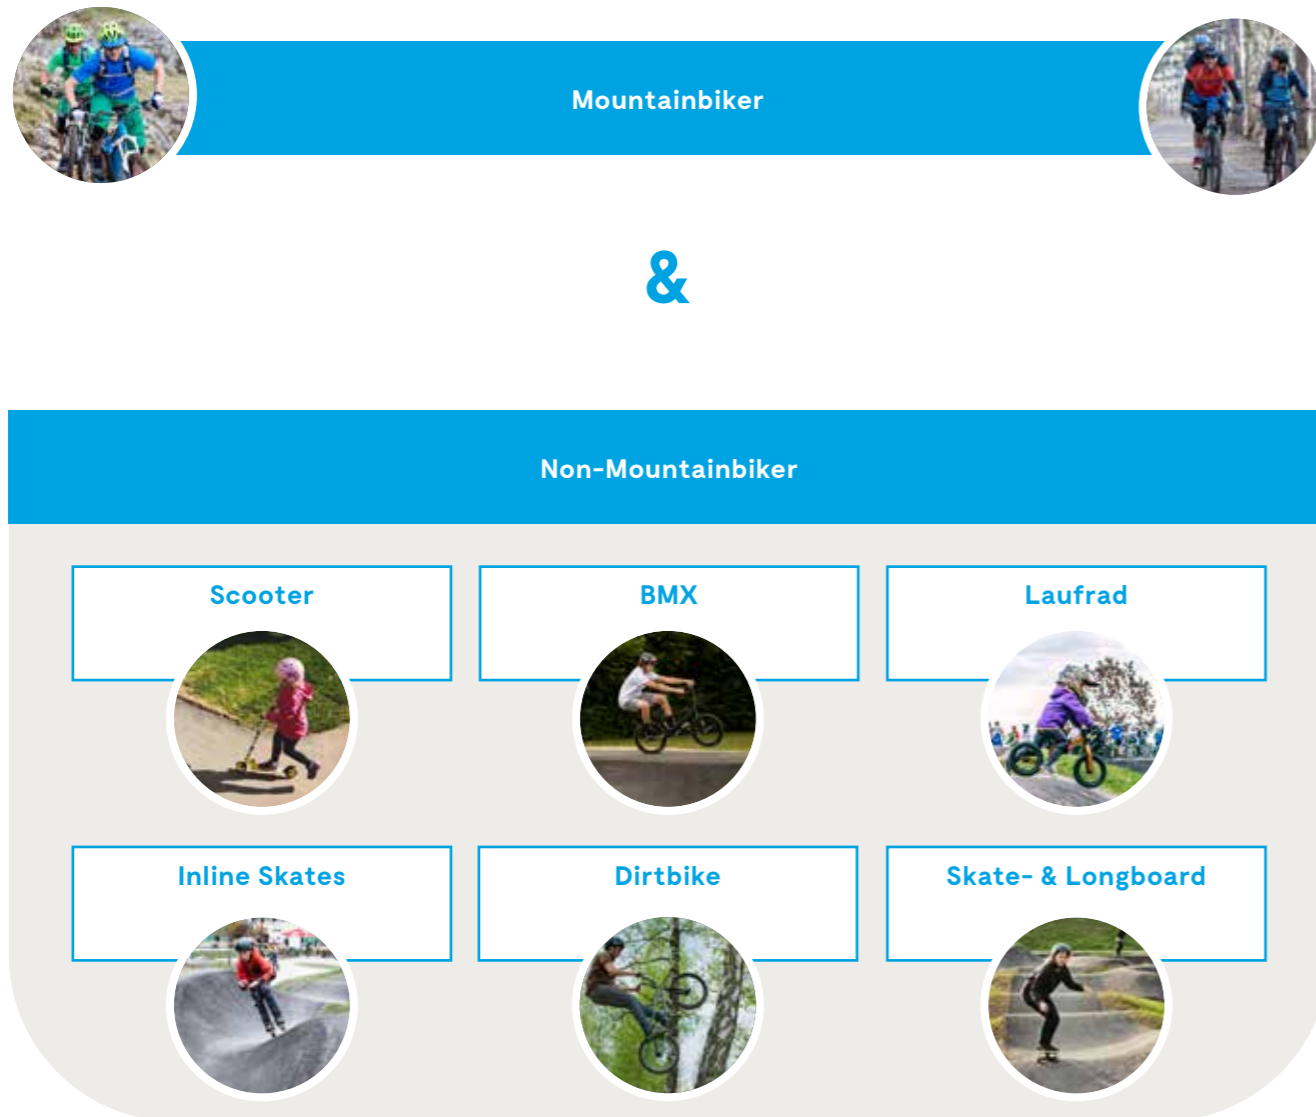 Mountainbiker
&
Non-Mountainbiker
Scooter
BMX
Laufrad
Inline Skates
Dirtbike
Skate- & Longboard